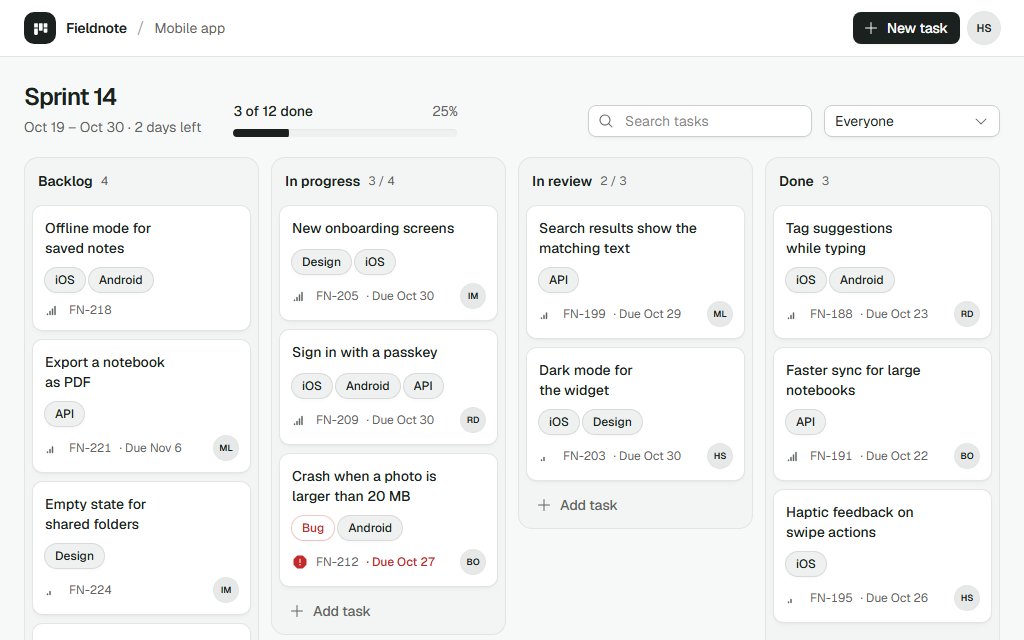 Fieldnote / Mobile app
New task
HS
Sprint 14
Oct 19 – Oct 30 · 2 days left
3 of 12 done
25%
Search tasks
Everyone
Backlog 4
Offline mode for
saved notes
iOS Android
FN-218
Export a notebook
as PDF
API
FN-221 · Due Nov 6
ML
Empty state for
shared folders
Design
FN-224
IM
In progress 3 / 4
New onboarding screens
Design iOS
FN-205 · Due Oct 30
IM
Sign in with a passkey
iOS Android API
FN-209 · Due Oct 30
RD
Crash when a photo is
larger than 20 MB
Bug Android
FN-212 · Due Oct 27
BO
Add task
In review 2 / 3
Search results show the
matching text
API
FN-199 · Due Oct 29
ML
Dark mode for
the widget
iOS Design
FN-203 · Due Oct 30
HS
Add task
Done 3
Tag suggestions
while typing
iOS Android
FN-188 · Due Oct 23
RD
Faster sync for large
notebooks
API
FN-191 · Due Oct 22
BO
Haptic feedback on
swipe actions
iOS
FN-195 · Due Oct 26
HS